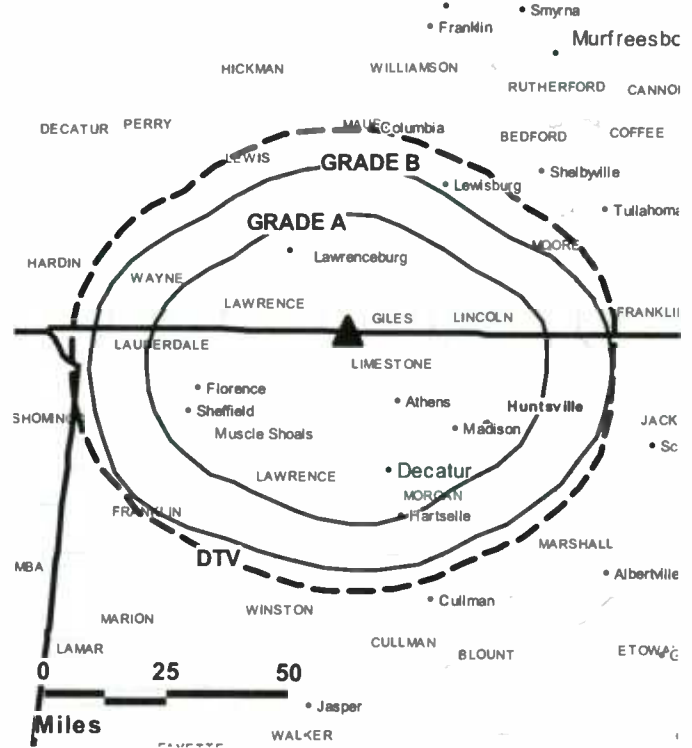 Smyrna
Franklin
Murfreesbo
HICKMAN
WILLIAMSON
RUTHERFORD
CANNO
DECATUR
PERRY
Columbia
BEDFORD
COFFEE
LEWIS
GRADE B
Shelbyville
Lewisburg
Tullahoma
GRADE A
MOORE
Lawrenceburg
HARDIN
WAYNE
LAWRENCE
GILES
LINCOLN
FRANKLI
LAUDERDALE
LIMESTONE
Florence
Athens
Huntsville
Sheffield
SHOMING
Muscle Shoals
Madison
JACK
Sc
Decatur
LAWRENCE
MORGAN
FRANKLIN
Hartselle
DTV
MARSHALL
MBA
Albertville
WINSTON
Cullman
MARION
LAMAR
CULLMAN
BLOUNT
ETOWA
0 25 50
Miles
Jasper
WALKER